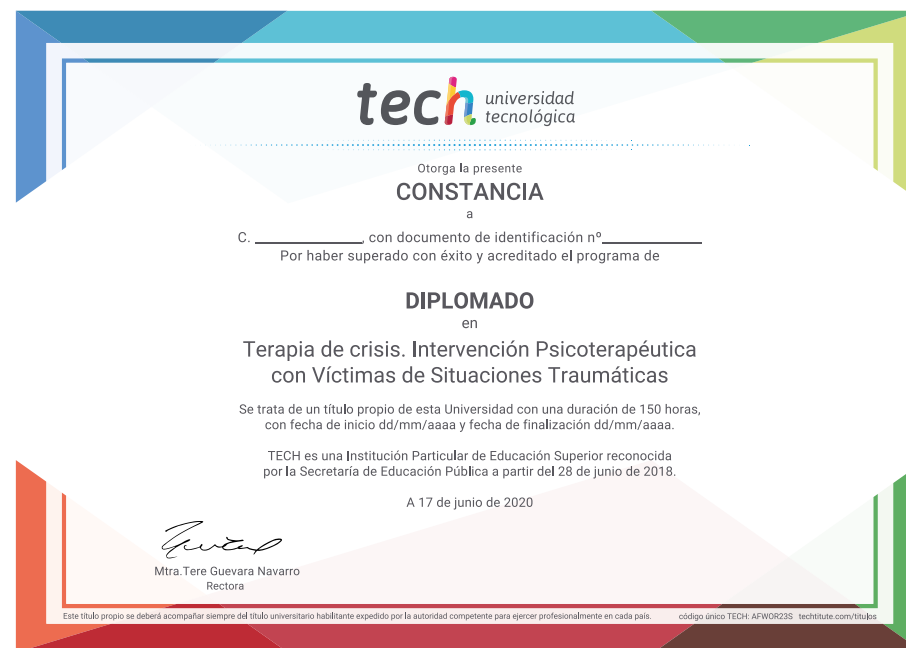 tech universidad
tecnológica
Otorga la presente
CONSTANCIA
a
C. ____________, con documento de identificación nº____________
Por haber superado con éxito y acreditado el programa de
DIPLOMADO
en
Terapia de crisis. Intervención Psicoterapéutica
con Víctimas de Situaciones Traumáticas
Se trata de un título propio de esta Universidad con una duración de 150 horas,
con fecha de inicio dd/mm/aaaa y fecha de finalización dd/mm/aaaa.
TECH es una Institución Particular de Educación Superior reconocida
por la Secretaría de Educación Pública a partir del 28 de junio de 2018.
A 17 de junio de 2020
Mtra.Tere Guevara Navarro
Rectora
Este título propio se deberá acompañar siempre del título universitario habilitante expedido por la autoridad competente para ejercer profesionalmente en cada país. código único TECH: AFWOR23S techtitute.com/titulos